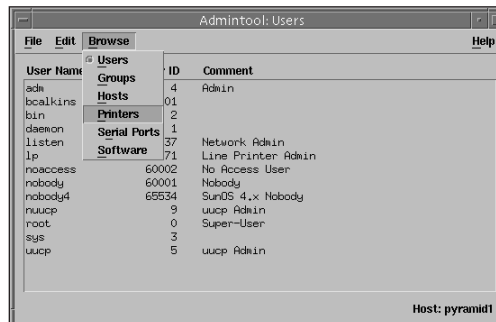 Admintool: Users
File Edit Browse Help
Users
Groups
Hosts
Printers
Serial Ports
Software
User Name ID Comment
adm 4 Admin
bcalkins 01
bin 2
daemon 1
listen 37 Network Admin
lp 71 Line Printer Admin
noaccess 60002 No Access User
nobody 60001 Nobody
nobody4 65534 SunOS 4.x Nobody
nuucp 9 uucp Admin
root 0 Super-User
sys 3
uucp 5 uucp Admin
Host: pyramid1